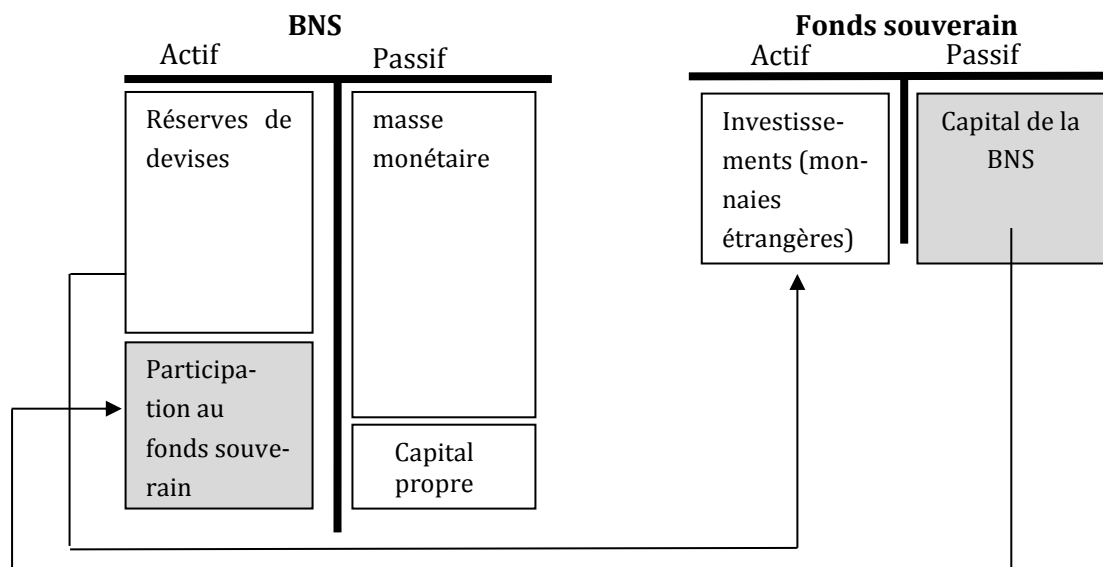 BNS
Actif
Passif
Réserves de
devises
masse
monétaire
Participa-
tion au
fonds souve-
rain
Capital
propre
Fonds souverain
Actif
Passif
Investisse-
ments (mon-
naies
étrangères)
Capital de la
BNS